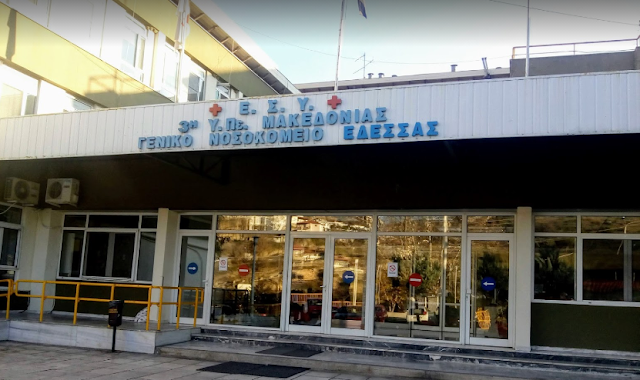 Ε. Σ. Υ.
3η Υ.Πε. ΜΑΚΕΔΟΝΙΑΣ
ΓΕΝΙΚΟ ΝΟΣΟΚΟΜΕΙΟ ΕΔΕΣΣΑΣ